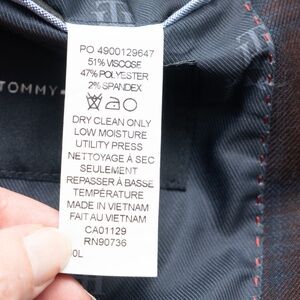 PO 4900129647
51% VISCOSE
47% POLYESTER
2% SPANDEX
DRY CLEAN ONLY
LOW MOISTURE
UTILITY PRESS
NETTOYAGE À SEC
SEULEMENT
REPASSER À BASSE
TEMPÉRATURE
MADE IN VIETNAM
FAIT AU VIETNAM
CA01129
RN90736
TOMMY